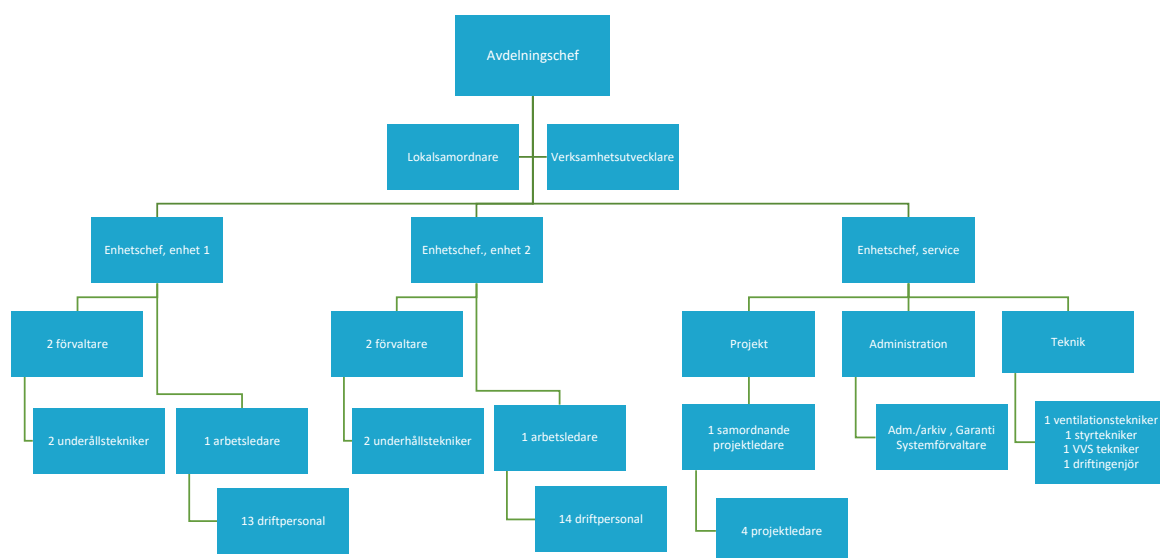 Avdelningschef
Lokalsamordnare
Verksamhetsutvecklare
Enhetschef, enhet 1
Enhetschef., enhet 2
Enhetschef, service
2 förvaltare
2 förvaltare
Projekt
Administration
Teknik
2 underållstekniker
1 arbetsledare
2 underhållstekniker
1 arbetsledare
1 samordnande
projektledare
Adm./arkiv , Garanti
Systemförvaltare
1 ventilationstekniker
1 styrtekniker
1 VVS tekniker
1 driftingenjör
13 driftpersonal
14 driftpersonal
4 projektledare